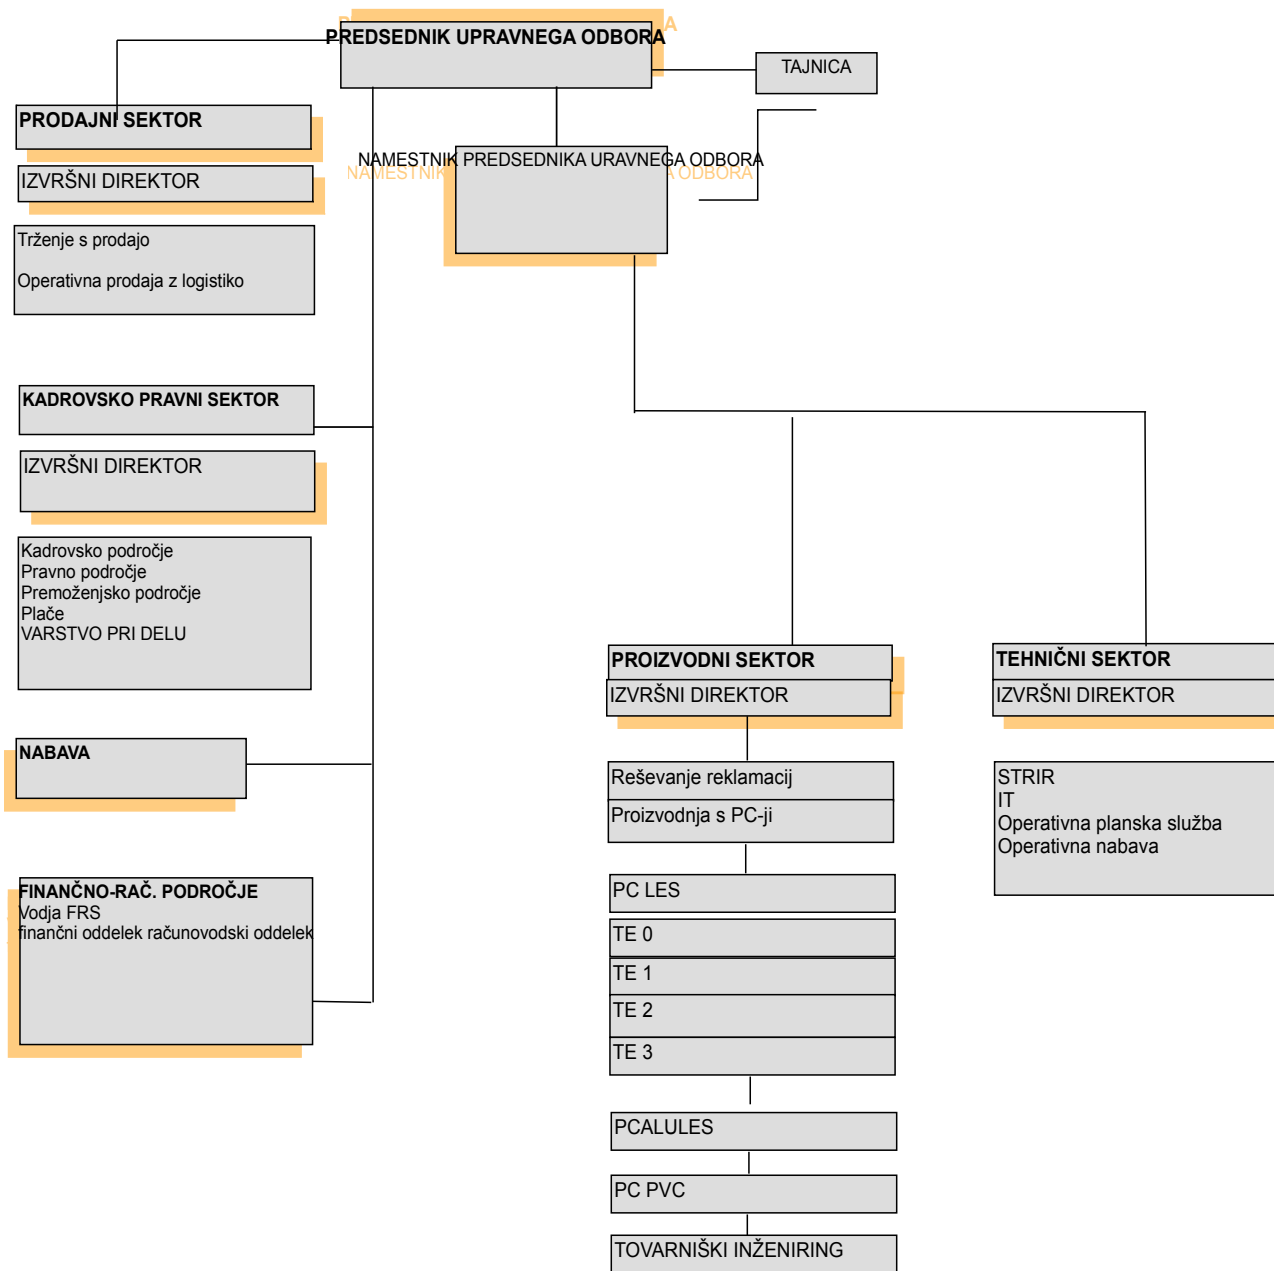 PREDSEDNIK UPRAVNEGA ODBORA
TAJNICA
PRODAJNI SEKTOR
NAMESTNIK PREDSEDNIKA URAVNEGA ODBORA
IZVRŠNI DIREKTOR
Trženje s prodajo
Operativna prodaja z logistiko
KADROVSKO PRAVNI SEKTOR
IZVRŠNI DIREKTOR
Kadrovsko področje
Pravno področje
Premoženjsko področje
Plače
VARSTVO PRI DELU
NABAVA
FINANČNO-RAČ. PODROČJE
Vodja FRS
finančni oddelek računovodski oddelek
PROIZVODNI SEKTOR
IZVRŠNI DIREKTOR
Reševanje reklamacij
Proizvodnja s PC-ji
PC LES
TE 0
TE 1
TE 2
TE 3
PCALULES
PC PVC
TOVARNIŠKI INŽENIRING
TEHNIČNI SEKTOR
IZVRŠNI DIREKTOR
STRIR
IT
Operativna planska služba
Operativna nabava